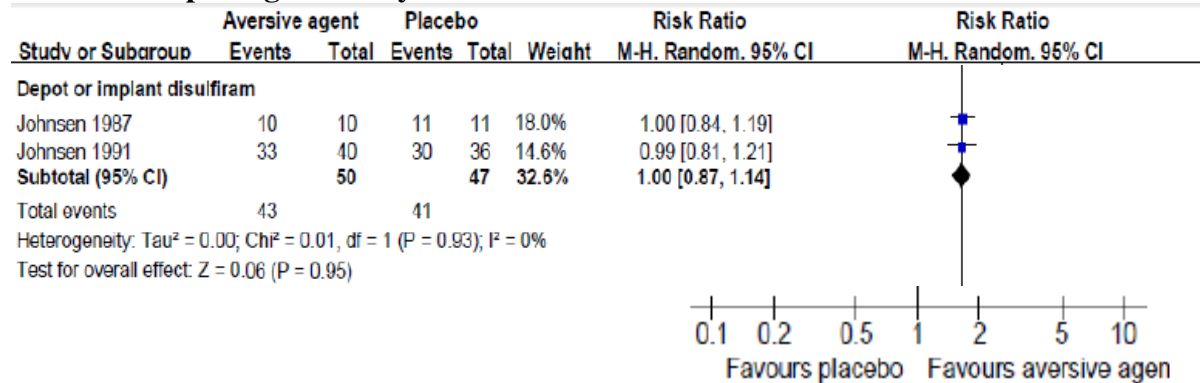 Aversive agent Placebo Risk Ratio Risk Ratio
Study or Subgroup Events Total Events Total Weight M-H. Random. 95% CI M-H. Random. 95% CI
Depot or implant disulfiram
Johnsen 1987 10 10 11 11 18.0% 1.00 [0.84, 1.19]
Johnsen 1991 33 40 30 36 14.6% 0.99 [0.81, 1.21]
Subtotal (95% CI) 50 47 32.6% 1.00 [0.87, 1.14]
Total events 43 41
Heterogeneity: Tau² = 0.00; Chi² = 0.01, df = 1 (P = 0.93); I² = 0%
Test for overall effect: Z = 0.06 (P = 0.95)
0.1 0.2 0.5 1 2 5 10
Favours placebo Favours aversive agen